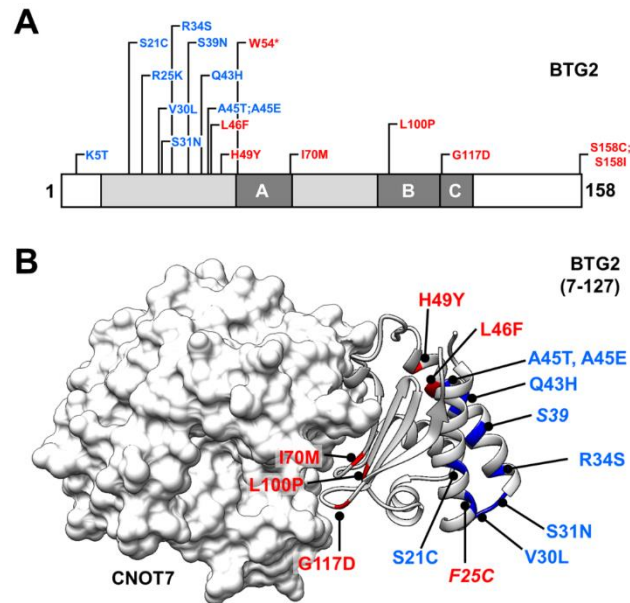 A
R34S
S21C
S39N
W54*
BTG2
R25K
Q43H
V30L
A45T;A45E
L46F
L100P
S31N
K5T
H49Y
I70M
G117D
S158C;
S158I
1
A
B
C
158
B
BTG2
(7-127)
H49Y
L46F
A45T, A45E
Q43H
S39
I70M
R34S
L100P
S31N
G117D
S21C
V30L
F25C
CNOT7